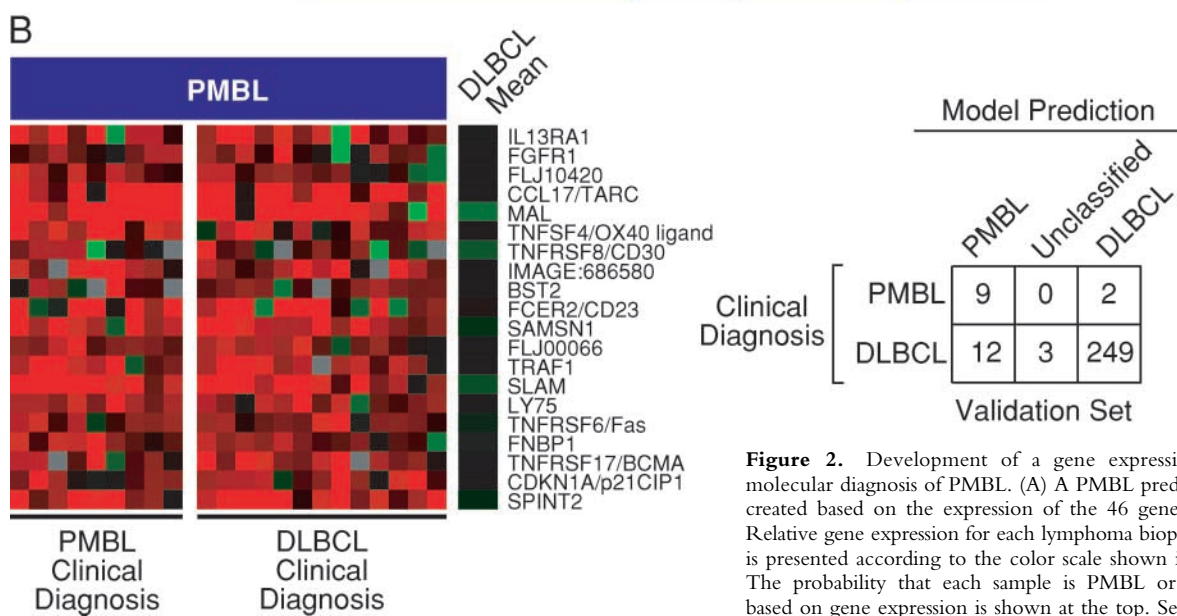 B
PMBL
DLBCL
Mean
IL13RA1
FGFR1
FLJ10420
CCL17/TARC
MAL
TNFSF4/OX40 ligand
TNFRSF8/CD30
IMAGE:686580
BST2
FCER2/CD23
SAMSN1
FLJ00066
TRAF1
SLAM
LY75
TNFRSF6/Fas
FNBP1
TNFRSF17/BCMA
CDKN1A/p21CIP1
SPINT2
PMBL
Clinical
Diagnosis
DLBCL
Clinical
Diagnosis
Model Prediction
PMBL
Unclassified
DLBCL
Clinical
Diagnosis
PMBL 9 0 2
DLBCL 12 3 249
Validation Set
Figure 2. Development of a gene expressi
molecular diagnosis of PMBL. (A) A PMBL pred
created based on the expression of the 46 gene
Relative gene expression for each lymphoma biop
is presented according to the color scale shown i
The probability that each sample is PMBL or
based on gene expression is shown at the top. Se